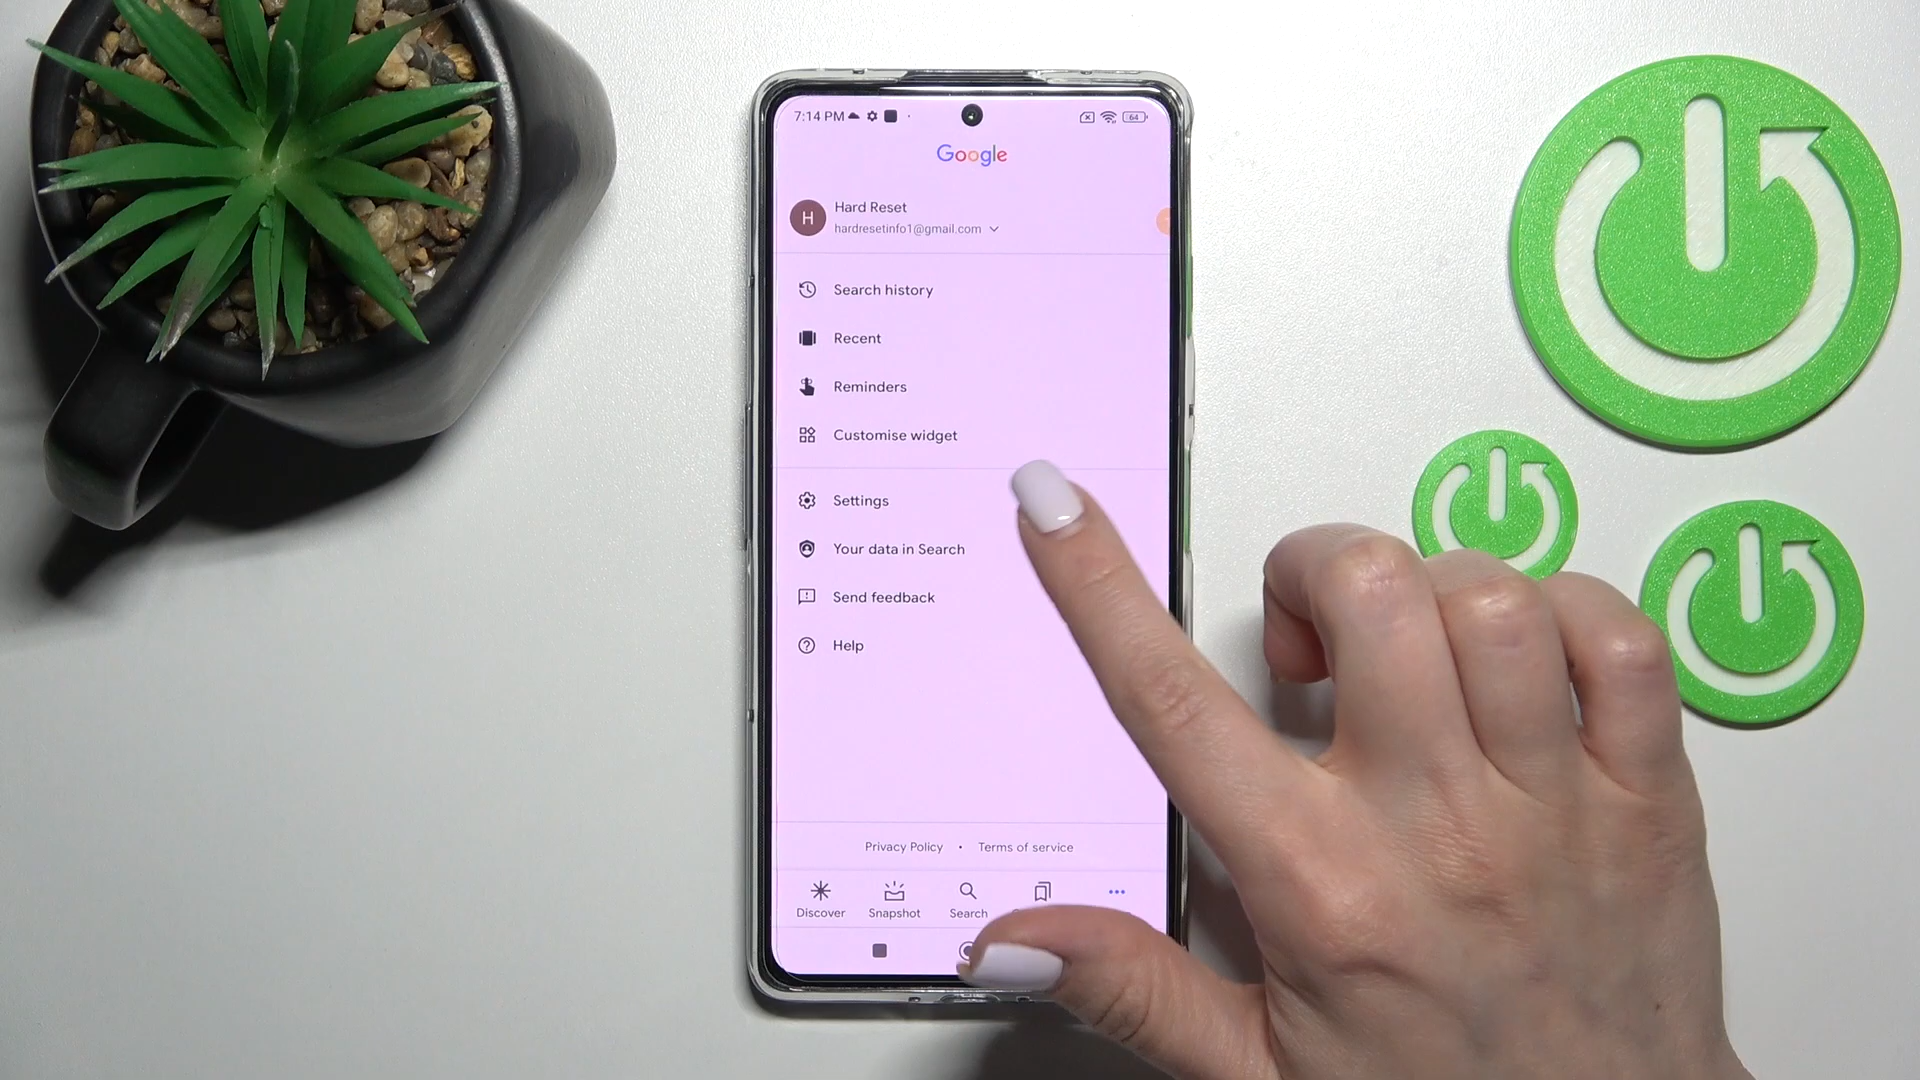 7:14 PM
64
Google
H
Hard Reset
hardresetinfo1@gmail.com
Search history
Recent
Reminders
Customise widget
Settings
Your data in Search
Send feedback
Help
Privacy Policy • Terms of service
Discover Snapshot Search